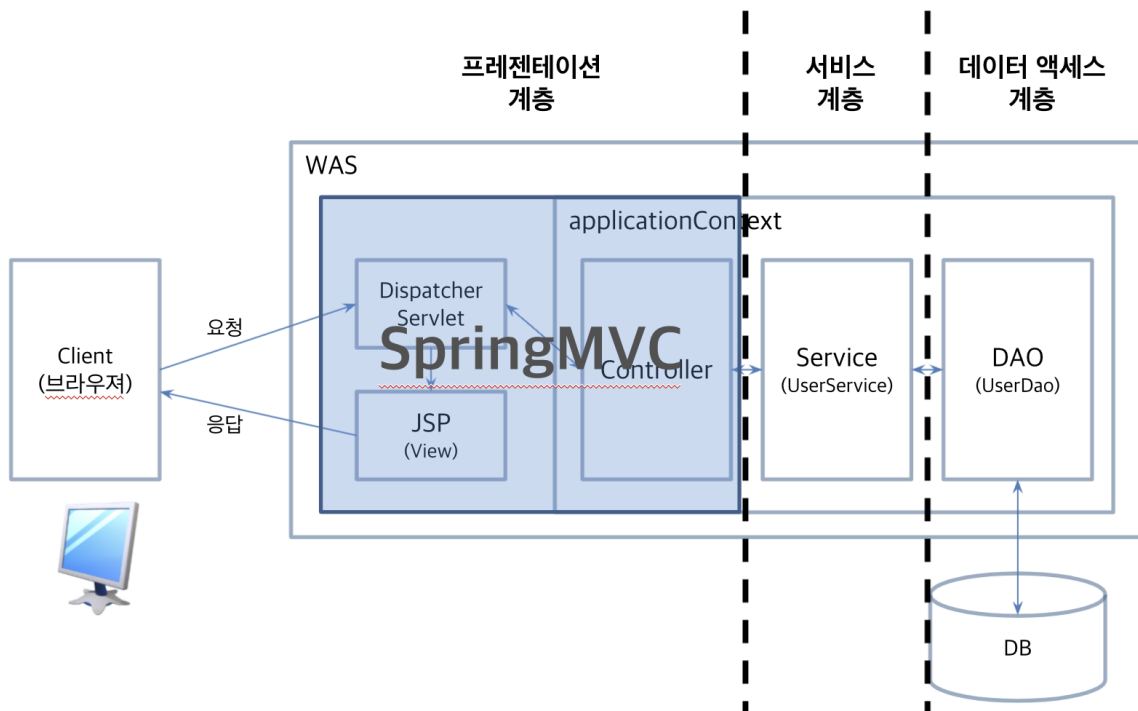 프레젠테이션
계층
서비스
계층
데이터 액세스
계층
WAS
applicationContext
Dispatcher
Servlet
SpringMVC
Controller
JSP
(View)
요청
응답
Client
(브라우져)
Service
(UserService)
DAO
(UserDao)
DB